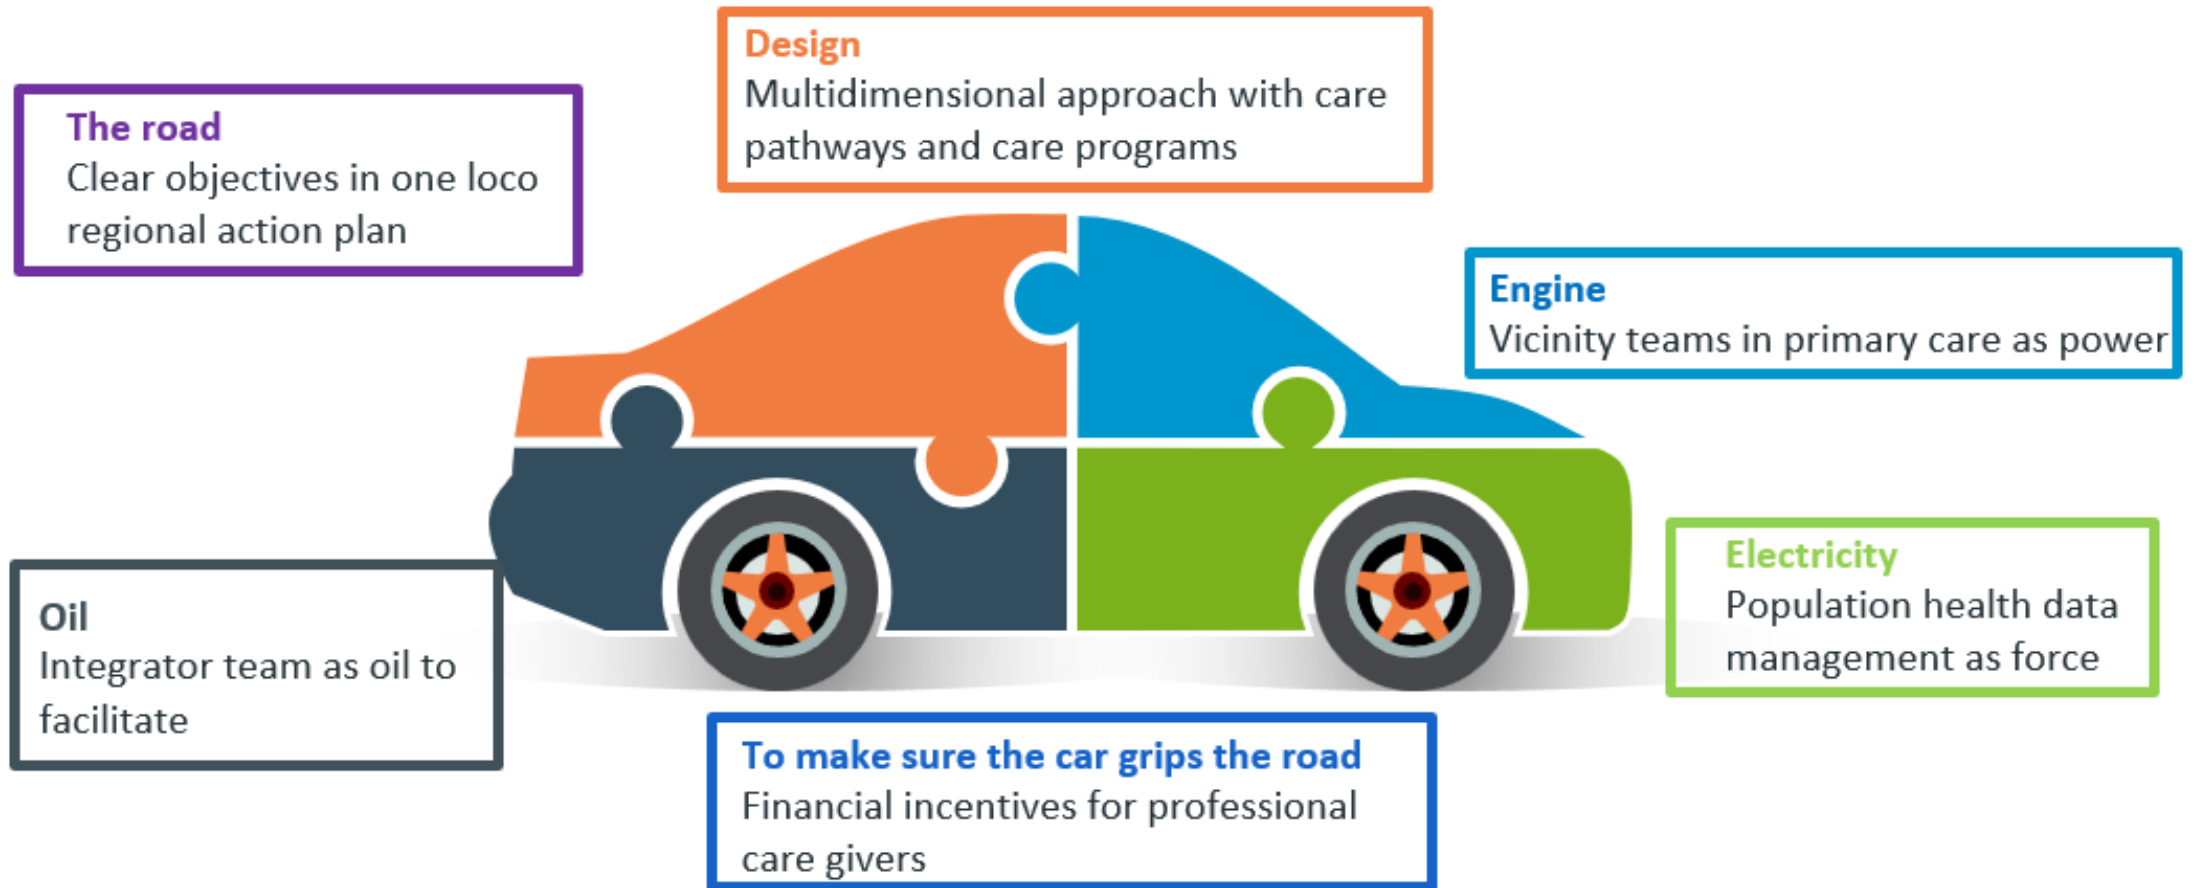 Design
Multidimensional approach with care
pathways and care programs
The road
Clear objectives in one loco
regional action plan
Engine
Vicinity teams in primary care as power
Electricity
Population health data
management as force
Oil
Integrator team as oil to
facilitate
To make sure the car grips the road
Financial incentives for professional
care givers